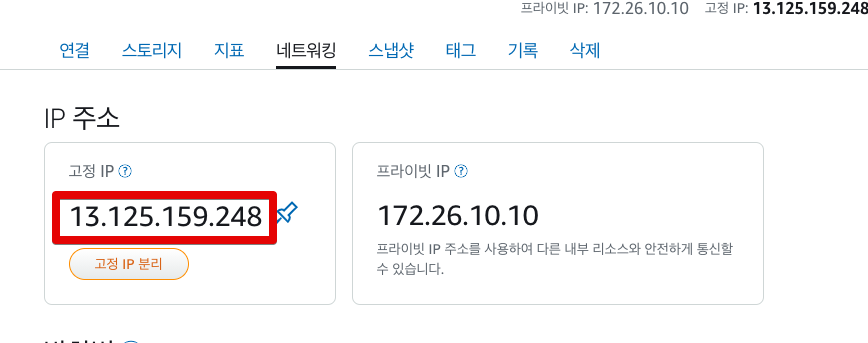 프라이빗 IP: 172.26.10.10 고정 IP: 13.125.159.248
연결 스토리지 지표 네트워킹 스냅샷 태그 기록 삭제
IP 주소
고정 IP
13.125.159.248
고정 IP 분리
프라이빗 IP
172.26.10.10
프라이빗 IP 주소를 사용하여 다른 내부 리소스와 안전하게 통신할
수 있습니다.